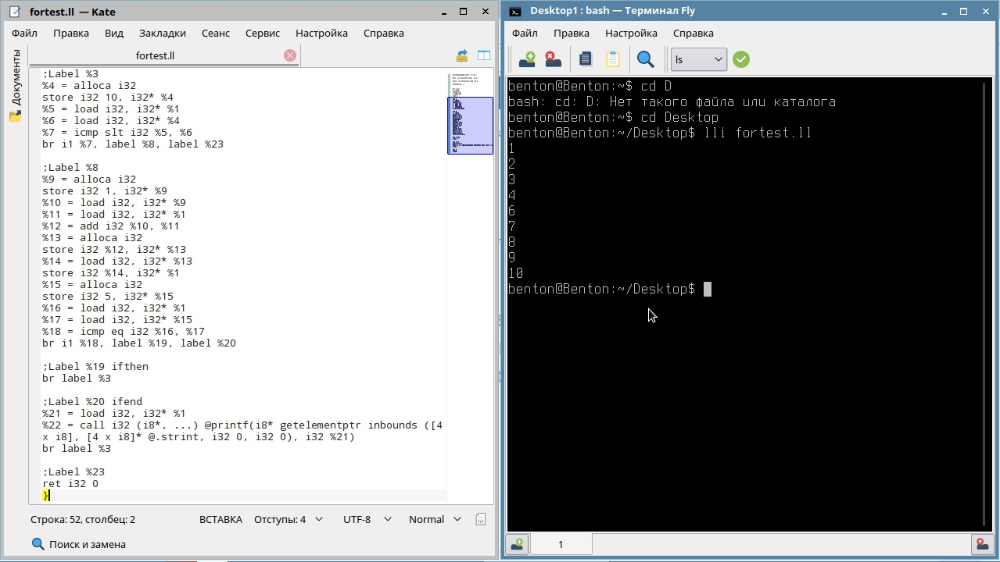 fortest.ll — Kate
Файл Правка Вид Закладки Сеанс Сервис Настройка Справка
Документы
fortest.ll
;Label %3
%4 = alloca i32
store i32 10, i32* %4
%5 = load i32, i32* %1
%6 = load i32, i32* %4
%7 = icmp slt i32 %5, %6
br i1 %7, label %8, label %23
;Label %8
%9 = alloca i32
store i32 1, i32* %9
%10 = load i32, i32* %9
%11 = load i32, i32* %1
%12 = add i32 %10, %11
%13 = alloca i32
store i32 %12, i32* %13
%14 = load i32, i32* %13
store i32 %14, i32* %1
%15 = alloca i32
store i32 5, i32* %15
%16 = load i32, i32* %1
%17 = load i32, i32* %15
%18 = icmp eq i32 %16, %17
br i1 %18, label %19, label %20
;Label %19 ifthen
br label %3
;Label %20 ifend
%21 = load i32, i32* %1
%22 = call i32 (i8*, ...) @printf(i8* getelementptr inbounds ([4
x i8], [4 x i8]* @.strint, i32 0, i32 0), i32 %21)
br label %3
;Label %23
ret i32 0
}
Строка: 52, столбец: 2 ВСТАВКА Отступы: 4 UTF-8 Normal
Поиск и замена
Desktop1 : bash — Терминал Fly
Файл Правка Настройка Справка
ls
benton@Benton:~$ cd D
bash: cd: D: Нет такого файла или каталога
benton@Benton:~$ cd Desktop
benton@Benton:~/Desktop$ lli fortest.ll
1
2
3
4
6
7
8
9
10
benton@Benton:~/Desktop$
1